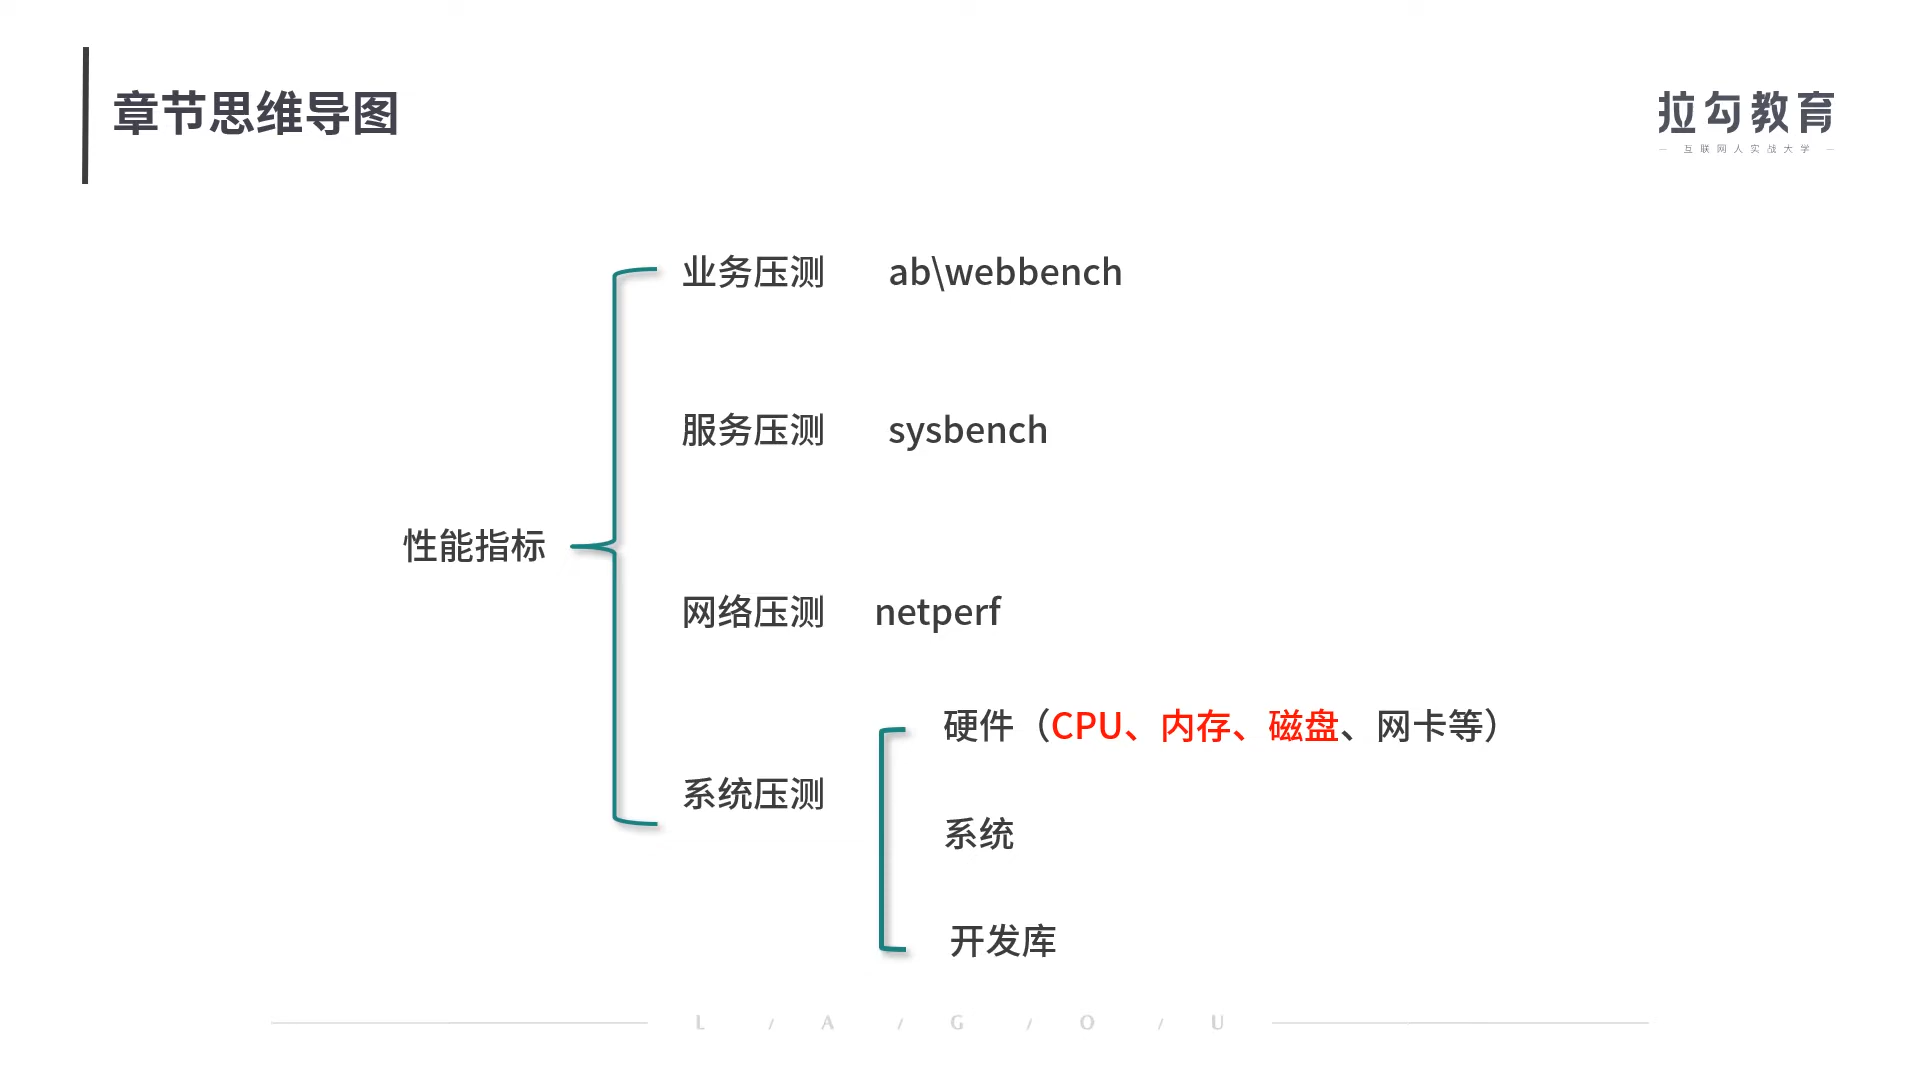 章节思维导图
拉勾教育
— 互联网人实战大学 —
业务压测 ab\webbench
服务压测 sysbench
性能指标
网络压测 netperf
硬件（CPU、内存、磁盘、网卡等）
系统压测
系统
开发库
L / A / G / O / U